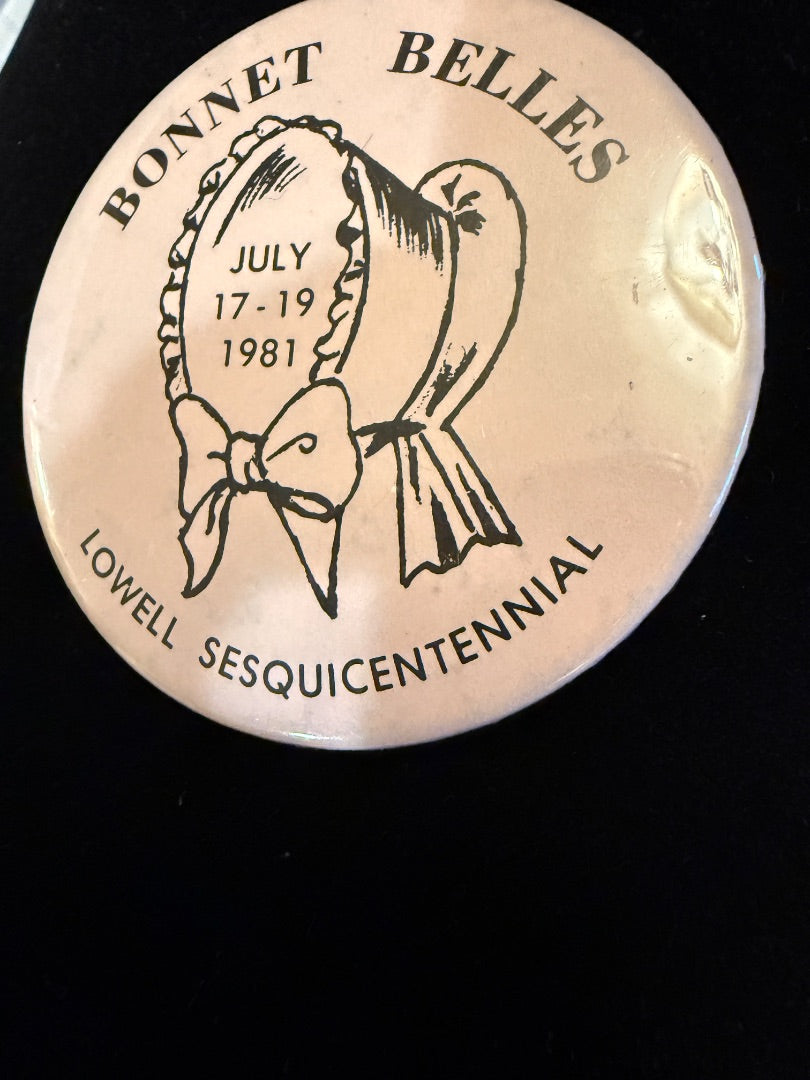 BONNET BELLES
JULY
17-19
1981
LOWELL SESQUICENTENNIAL